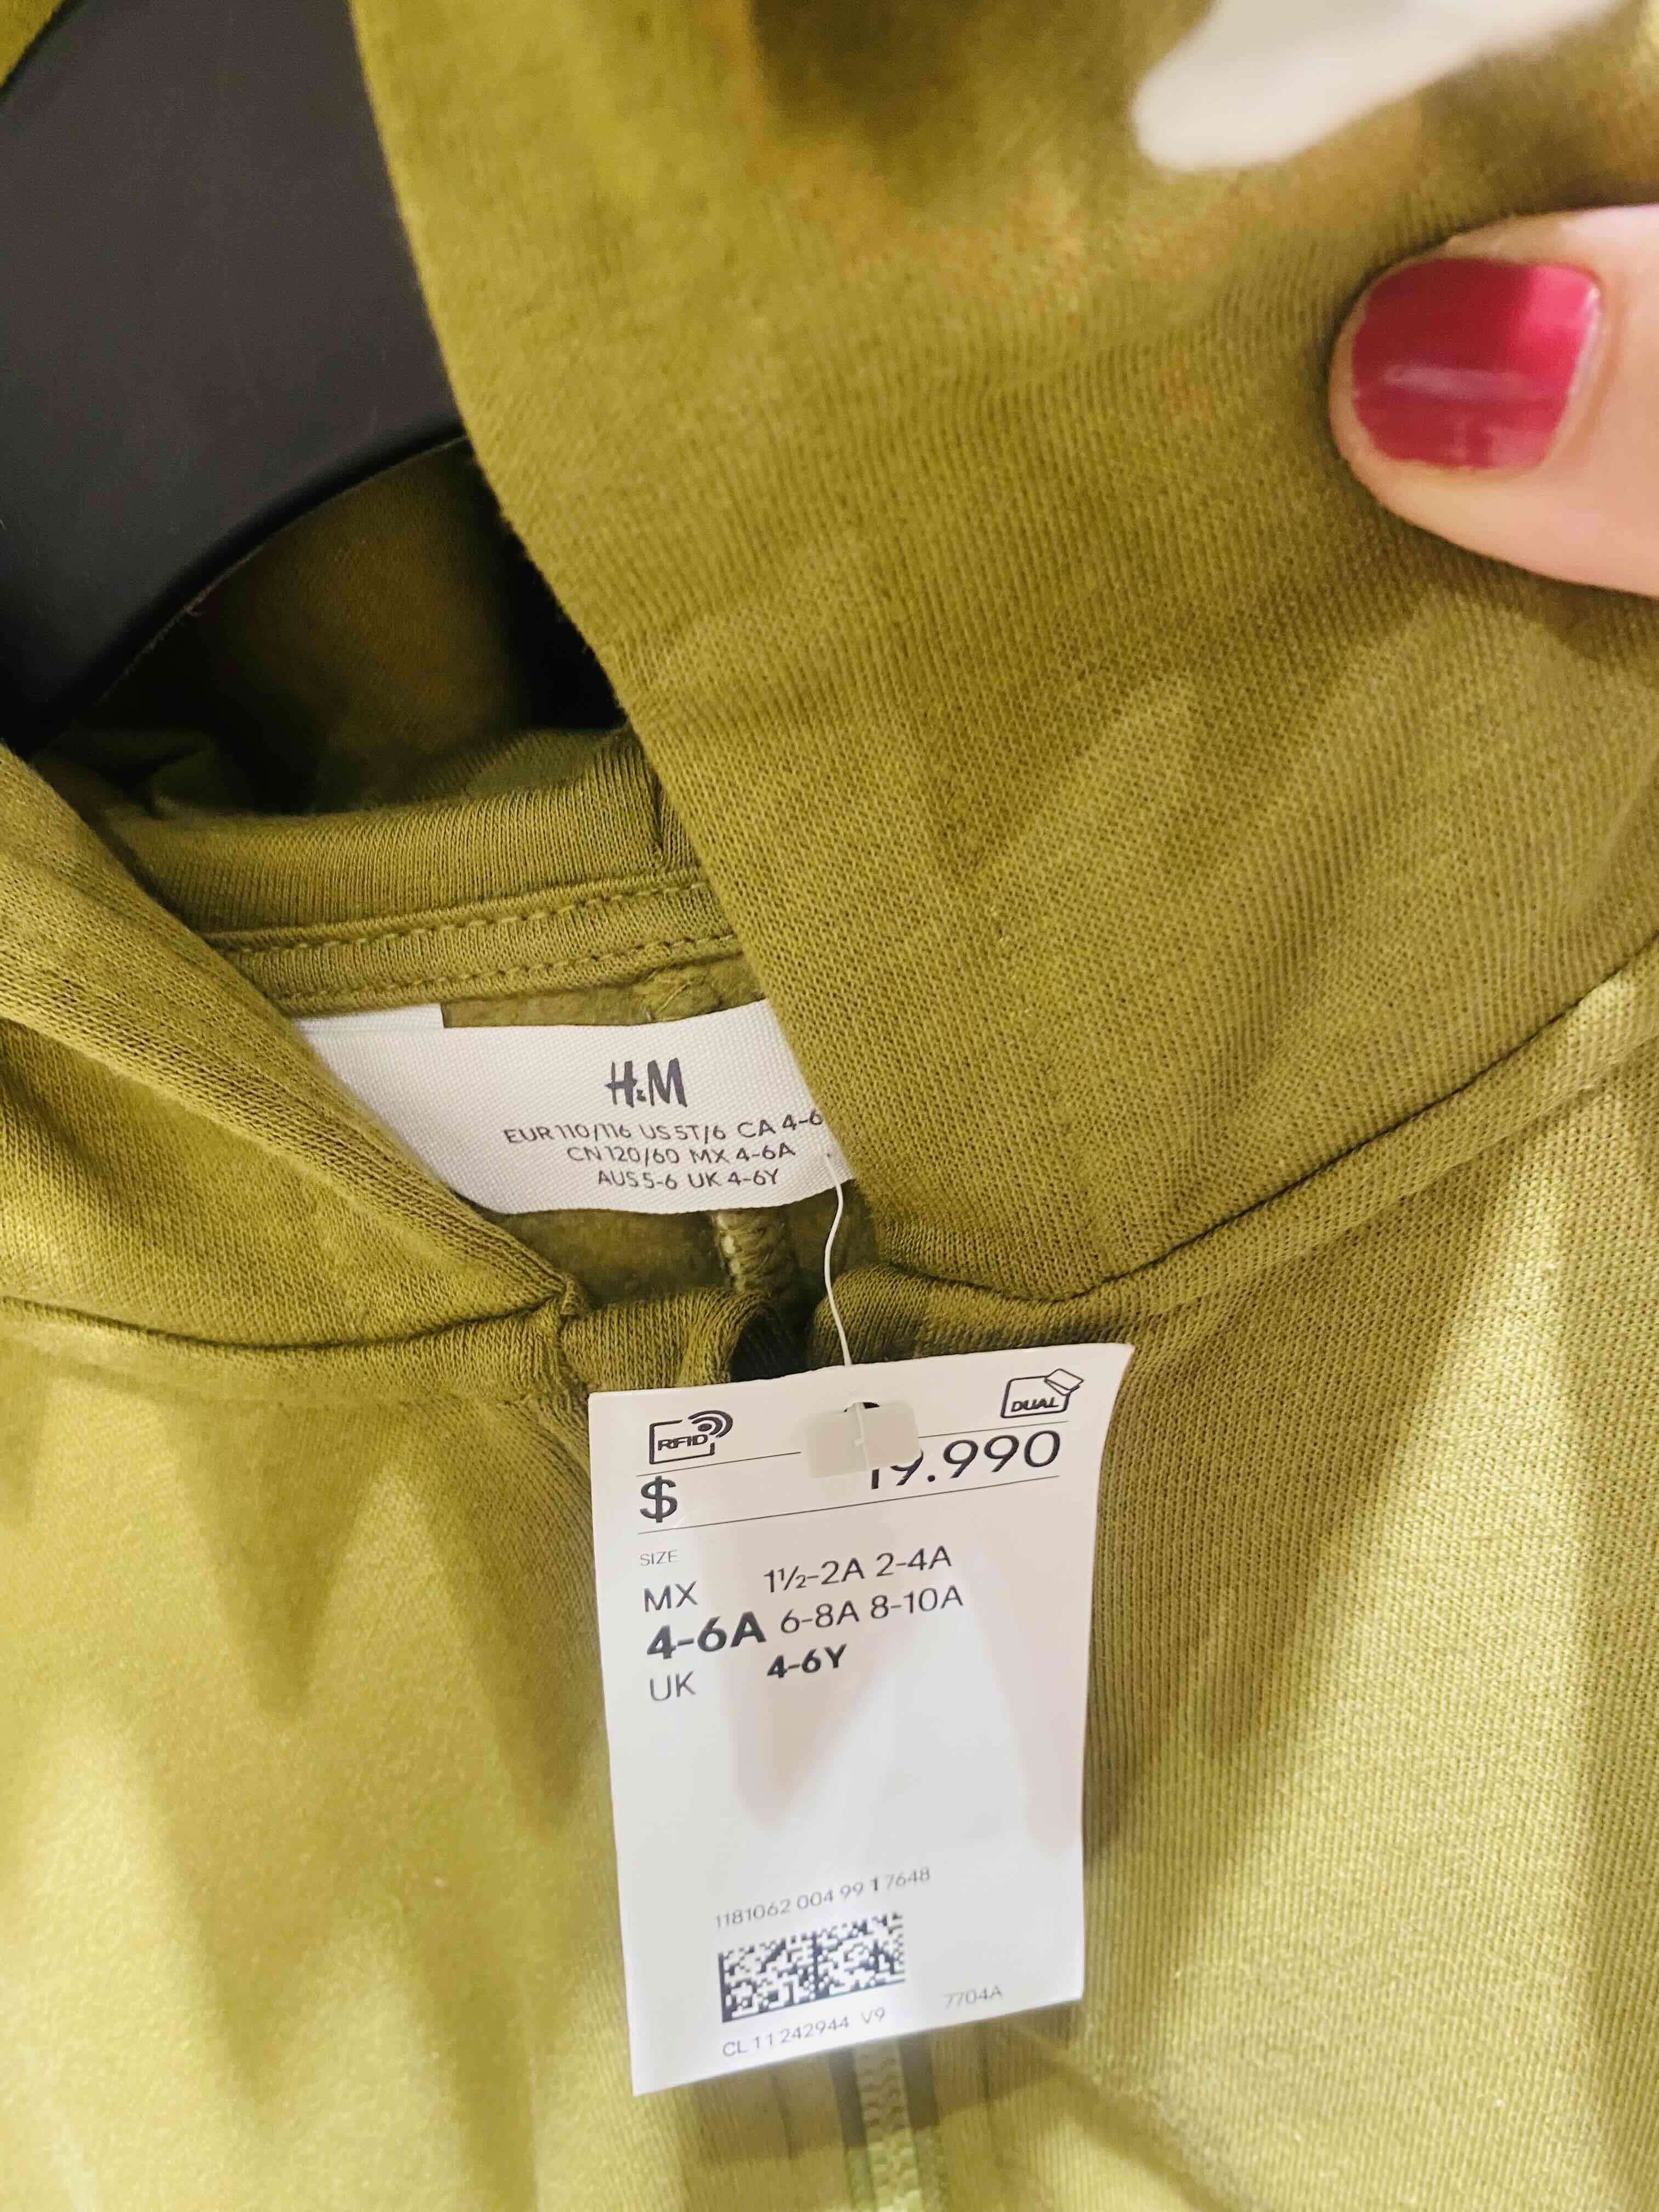 H&M
EUR 110/116 US 5T/6 CA 4-6
CN 120/60 MX 4-6A
AUS 5-6 UK 4-6Y
RFID
DUAL
$ 19.990
SIZE
MX 1½-2A 2-4A
4-6A 6-8A 8-10A
UK 4-6Y
1181062 004 99 1 7648
CL 11 242944 V9 7704A